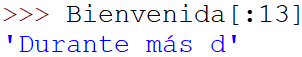 >>> Bienvenida[:13]
'Durante más d'